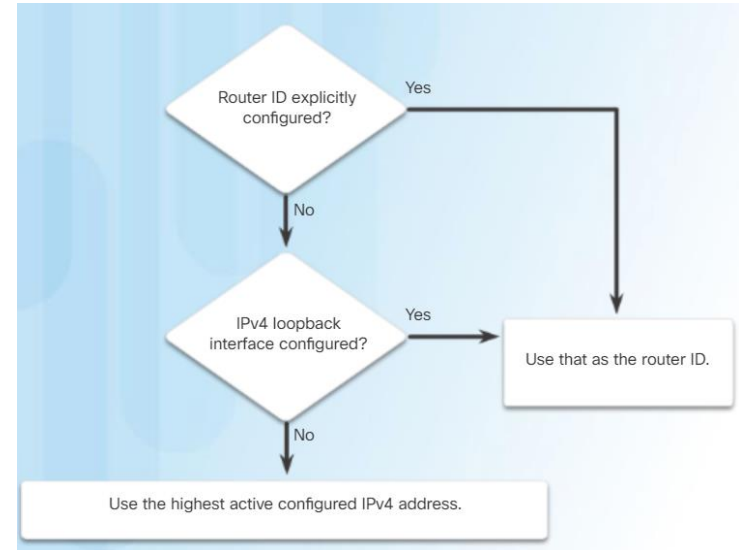 Router ID explicitly
configured?
Yes
No
IPv4 loopback
interface configured?
Yes
Use that as the router ID.
No
Use the highest active configured IPv4 address.